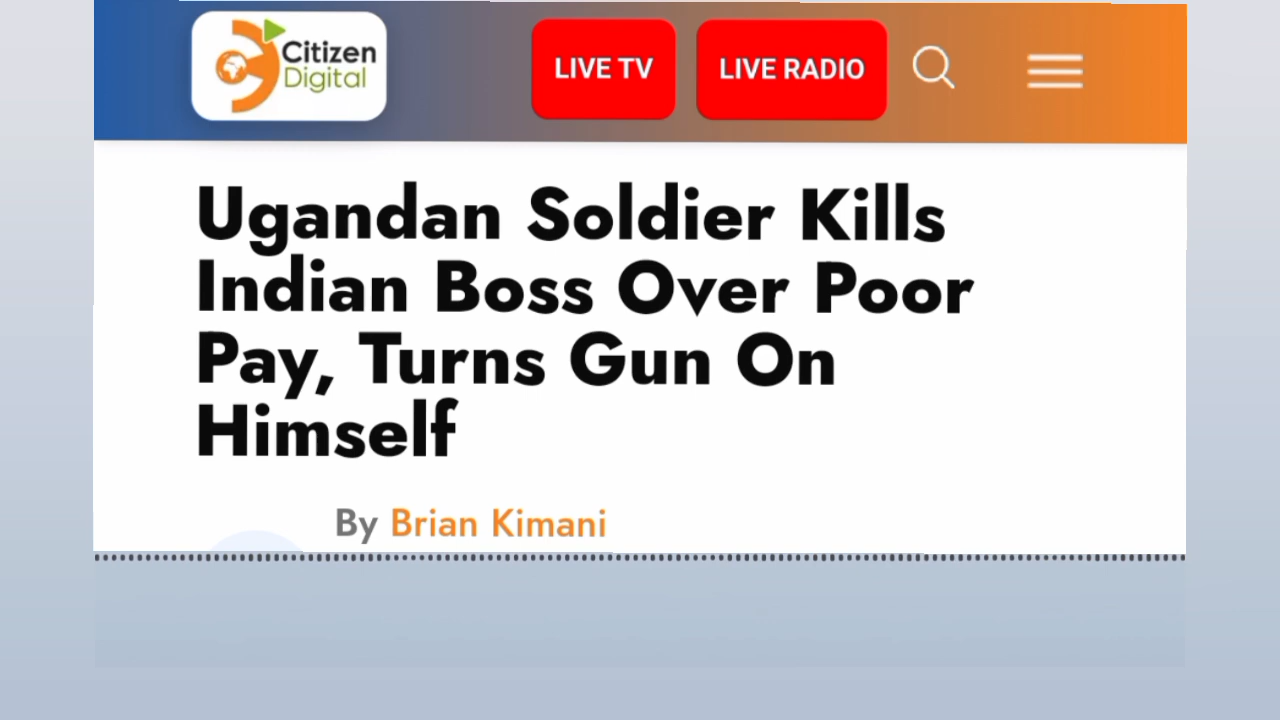 Citizen
Digital
LIVE TV
LIVE RADIO
Ugandan Soldier Kills
Indian Boss Over Poor
Pay, Turns Gun On
Himself
By Brian Kimani